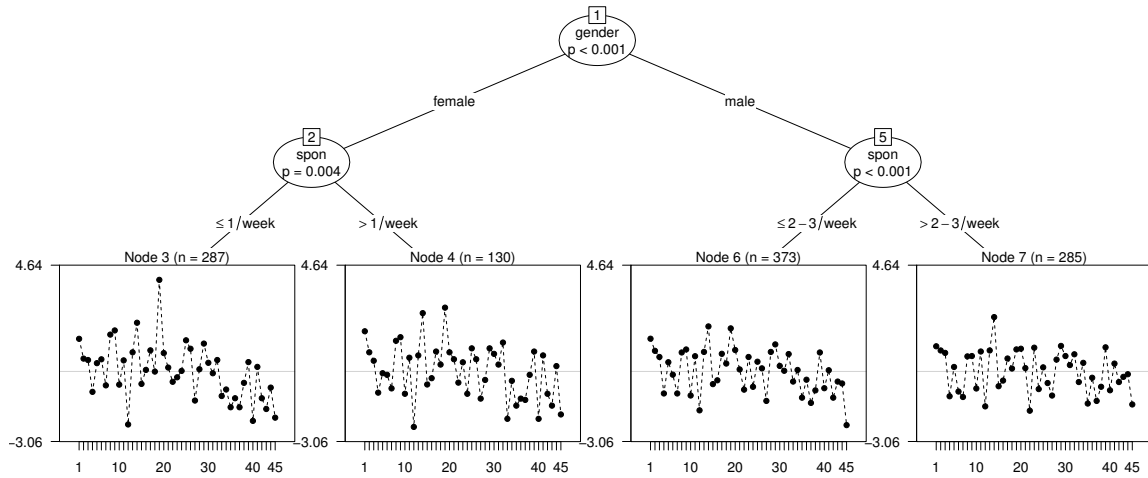 1
gender
p < 0.001
female
male
2
spon
p = 0.004
5
spon
p < 0.001
≤ 1/week
> 1/week
≤ 2 − 3/week
> 2 − 3/week
Node 3 (n = 287)
4.64
−3.06
1 10 20 30 40 45
Node 4 (n = 130)
4.64
−3.06
1 10 20 30 40 45
Node 6 (n = 373)
4.64
−3.06
1 10 20 30 40 45
Node 7 (n = 285)
4.64
−3.06
1 10 20 30 40 45